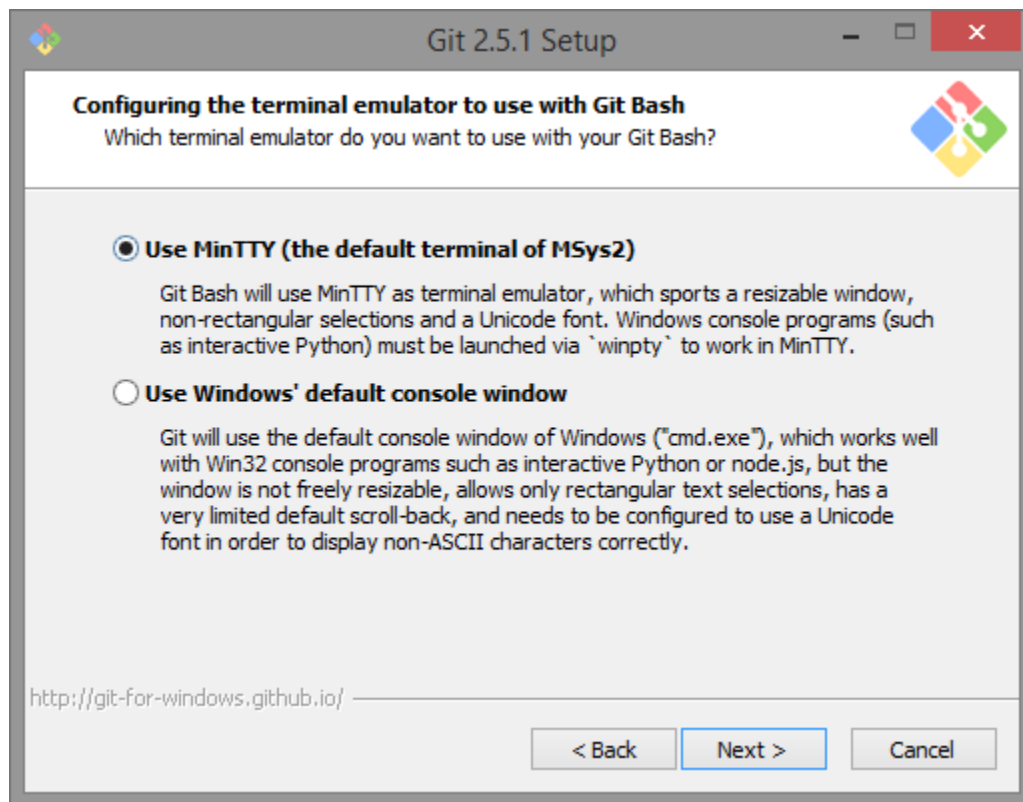 Git 2.5.1 Setup
Configuring the terminal emulator to use with Git Bash
Which terminal emulator do you want to use with your Git Bash?
Use MinTTY (the default terminal of MSys2)
Git Bash will use MinTTY as terminal emulator, which sports a resizable window,
non-rectangular selections and a Unicode font. Windows console programs (such
as interactive Python) must be launched via `winpty` to work in MinTTY.
Use Windows' default console window
Git will use the default console window of Windows ("cmd.exe"), which works well
with Win32 console programs such as interactive Python or node.js, but the
window is not freely resizable, allows only rectangular text selections, has a
very limited default scroll-back, and needs to be configured to use a Unicode
font in order to display non-ASCII characters correctly.
http://git-for-windows.github.io/
< Back Next > Cancel